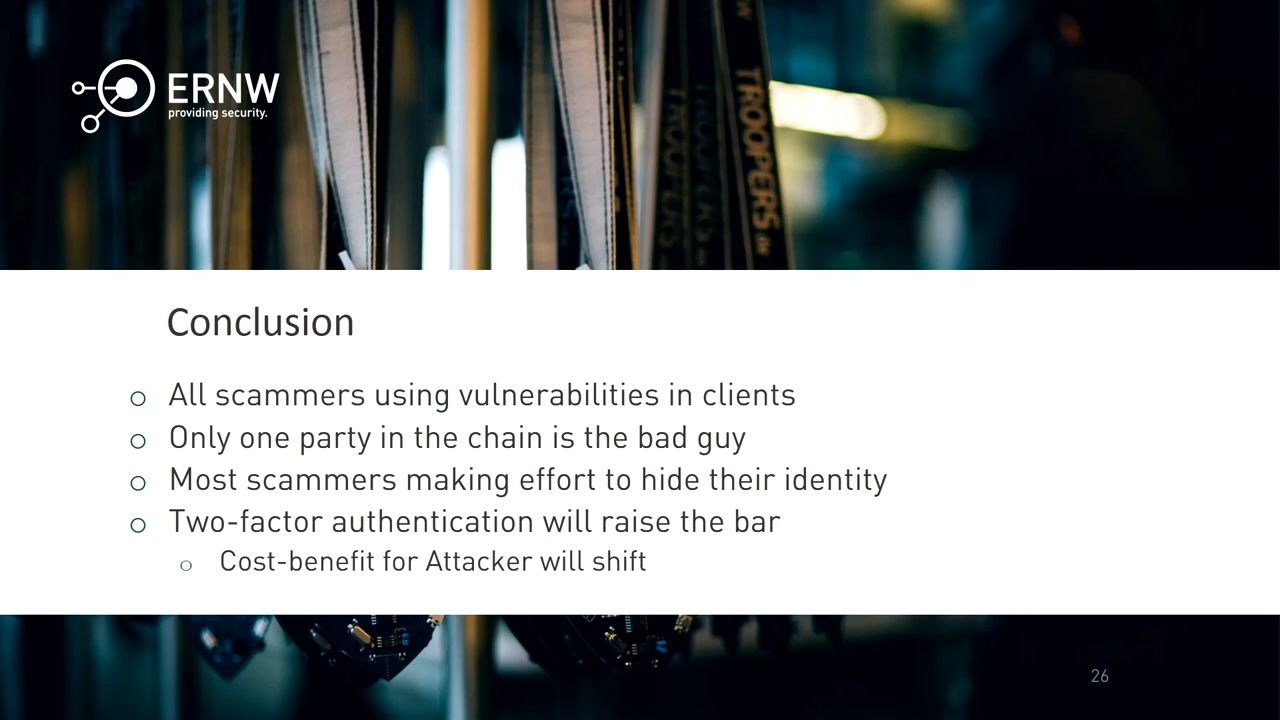 ERNW
providing security.
TROOPERS
TROOPERS
Conclusion
All scammers using vulnerabilities in clients
Only one party in the chain is the bad guy
Most scammers making effort to hide their identity
Two-factor authentication will raise the bar
Cost-benefit for Attacker will shift
26